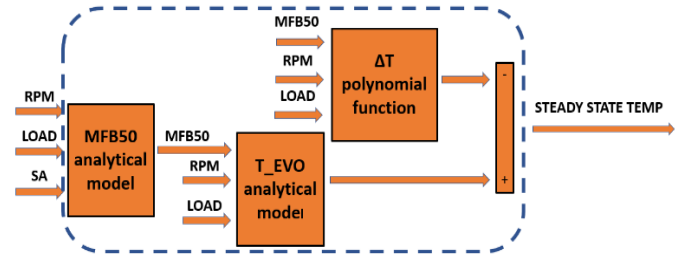 MFB50
RPM
LOAD
ΔT
polynomial
function
-
STEADY STATE TEMP
RPM
LOAD
SA
MFB50
analytical
model
MFB50
RPM
LOAD
T_EVO
analytical
model
+